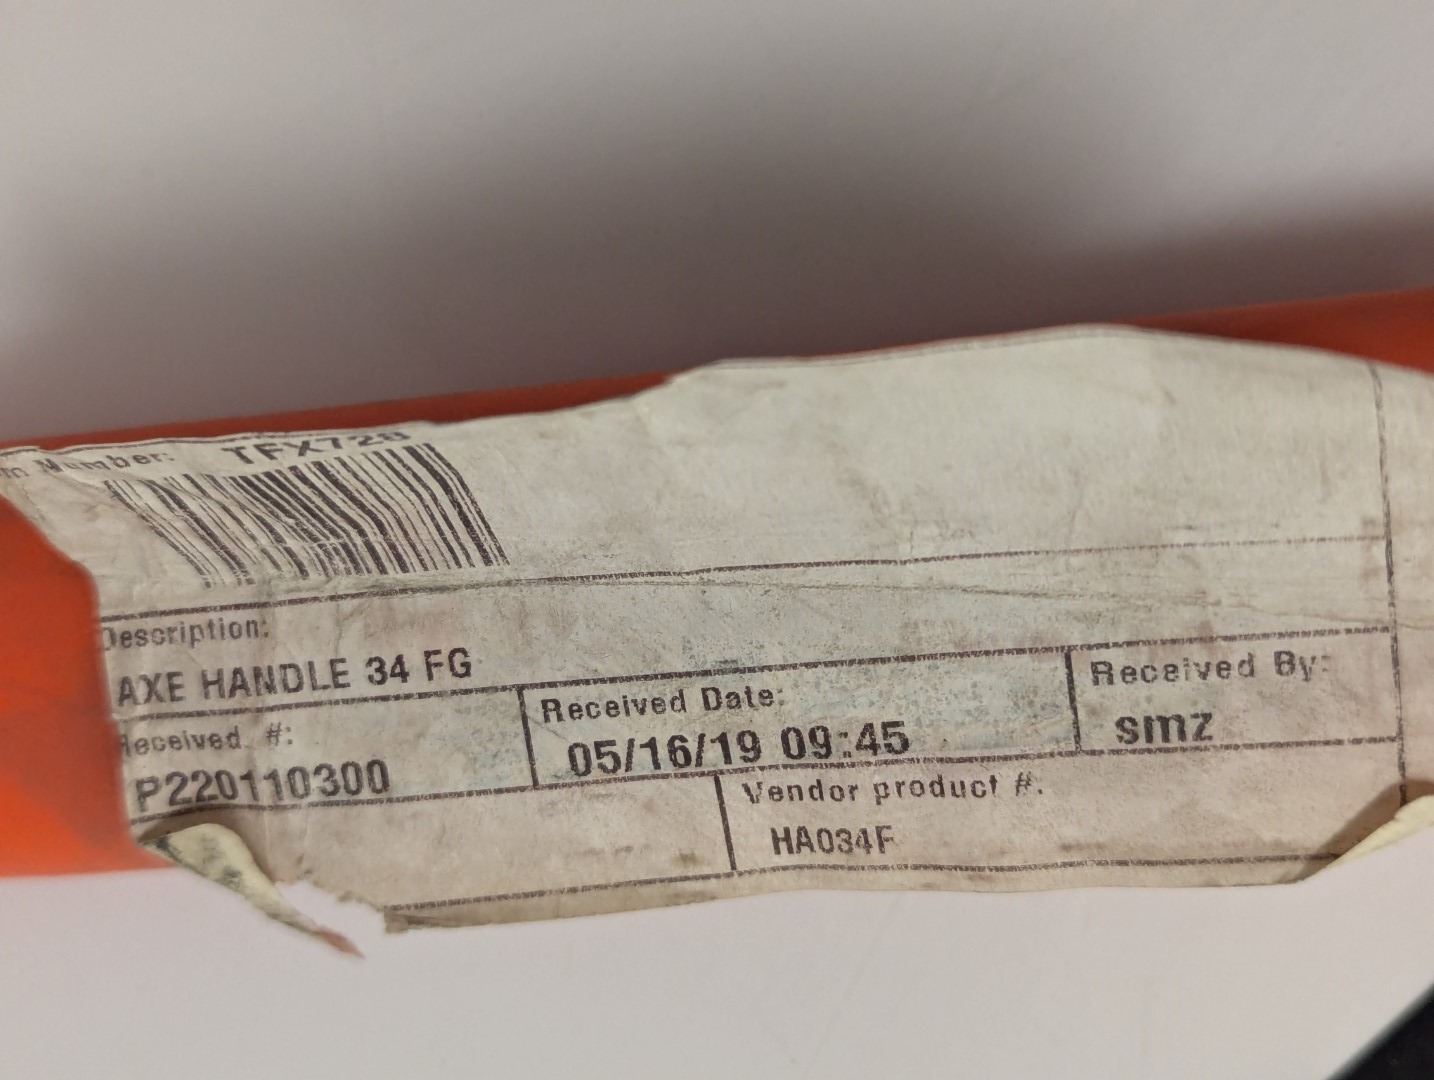 m Number: TFX728
Description:
AXE HANDLE 34 FG
Received #:
P220110300
Received Date:
05/16/19 09:45
Received By:
smz
Vendor product #.
HA034F